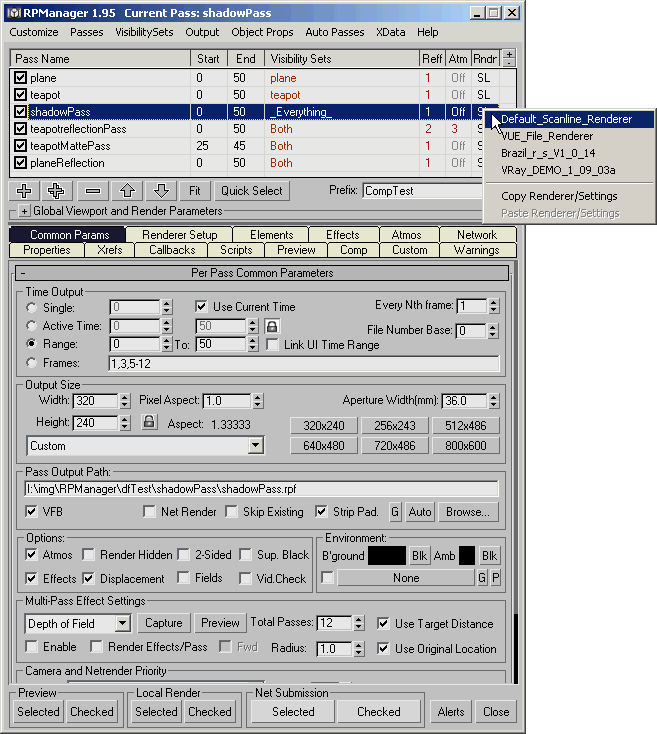 RPManager 1.95 Current Pass: shadowPass
Customize Passes VisibilitySets Output Object Props Auto Passes XData Help
Pass Name Start End Visibility Sets Reff Atm Rndr
plane 0 50 plane 1 Off SL
teapot 0 50 teapot 1 Off SL
shadowPass 0 50 _Everything_ 1 Off
teapotreflectionPass 0 50 Both 2 3
teapotMattePass 25 45 Both 1 Off
planeReflection 0 50 Both 1 Off
Default_Scanline_Renderer
VUE_File_Renderer
Brazil_r_s_V1_0_14
VRay_DEMO_1_09_03a
Copy Renderer/Settings
Paste Renderer/Settings
Fit Quick Select Prefix: CompTest
+ Global Viewport and Render Parameters
Common Params Renderer Setup Elements Effects Atmos Network
Properties Xrefs Callbacks Scripts Preview Comp Custom Warnings
- Per Pass Common Parameters
Time Output
Single: 0 Use Current Time Every Nth frame: 1
Active Time: 0 50 File Number Base: 0
Range: 0 To: 50 Link UI Time Range
Frames: 1,3,5-12
Output Size
Width: 320 Pixel Aspect: 1.0 Aperture Width(mm): 36.0
Height: 240 Aspect: 1.33333 320x240 256x243 512x486
Custom 640x480 720x486 800x600
Pass Output Path:
I:\img\RPManager\dfTest\shadowPass\shadowPass.rpf
VFB Net Render Skip Existing Strip Pad. G Auto Browse...
Options: Environment:
Atmos Render Hidden 2-Sided Sup. Black B'ground Blk Amb Blk
Effects Displacement Fields Vid.Check None G P
Multi-Pass Effect Settings
Depth of Field Capture Preview Total Passes: 12 Use Target Distance
Enable Render Effects/Pass Fwd Radius: 1.0 Use Original Location
Camera and Netrender Priority
Preview Local Render Net Submission
Selected Checked Selected Checked Selected Checked Alerts Close